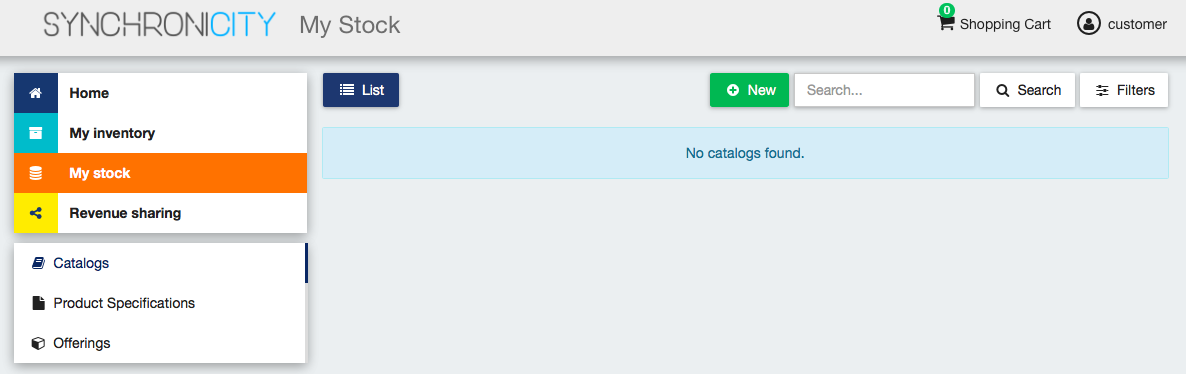 SYNCHRONICITY My Stock
0
Shopping Cart customer
Home
My inventory
My stock
Revenue sharing
Catalogs
Product Specifications
Offerings
List New Search... Search Filters
No catalogs found.